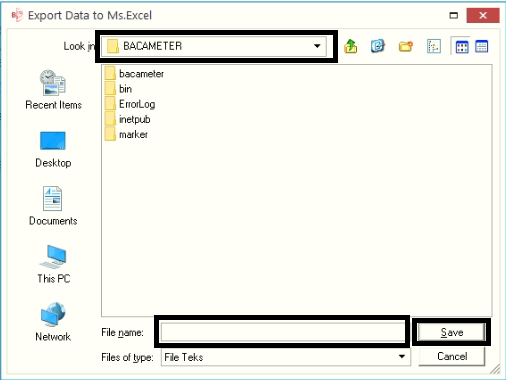 Export Data to Ms.Excel
Look in
BACAMETER
bacameter
bin
ErrorLog
inetpub
marker
Recent Items
Desktop
Documents
This PC
Network
File name:
Save
Files of type:
File Teks
Cancel